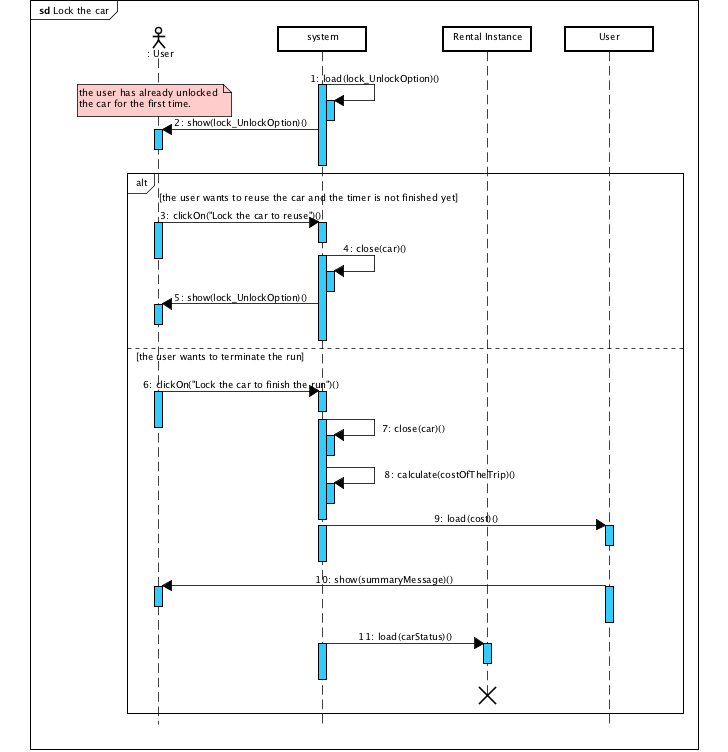 sd Lock the car
: User
system
Rental Instance
User
1: load(lock_UnlockOption)()
the user has already unlocked
the car for the first time.
2: show(lock_UnlockOption)()
alt
[the user wants to reuse the car and the timer is not finished yet]
3: clickOn("Lock the car to reuse")()
4: close(car)()
5: show(lock_UnlockOption)()
[the user wants to terminate the run]
6: clickOn("Lock the car to finish the run")()
7: close(car)()
8: calculate(costOfTheTrip)()
9: load(cost)()
10: show(summaryMessage)()
11: load(carStatus)()